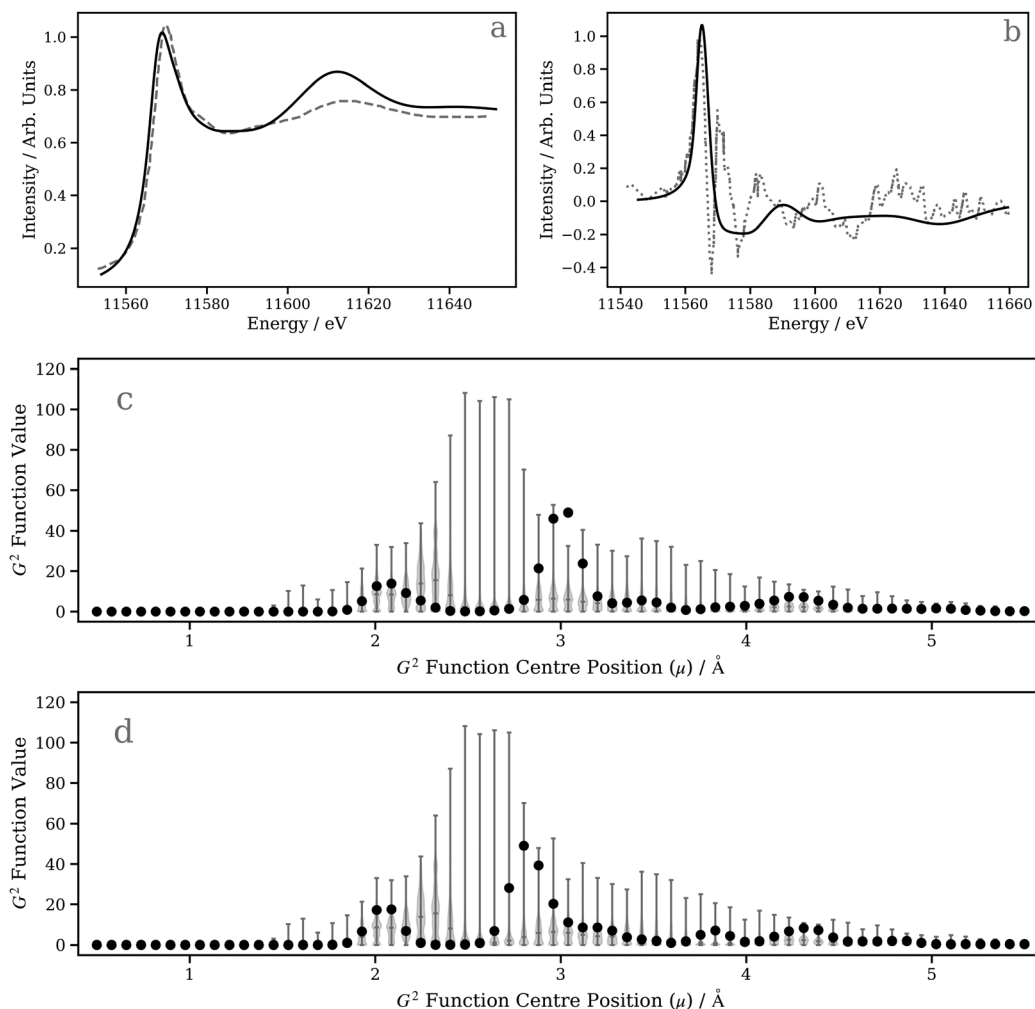 a
1.0
0.8
0.6
0.4
0.2
Intensity / Arb. Units
11560 11580 11600 11620 11640
Energy / eV
b
1.0
0.8
0.6
0.4
0.2
0.0
−0.2
−0.4
Intensity / Arb. Units
11540 11560 11580 11600 11620 11640 11660
Energy / eV
c
120
100
80
60
40
20
0
G² Function Value
1 2 3 4 5
G² Function Centre Position (μ) / Å
d
120
100
80
60
40
20
0
G² Function Value
1 2 3 4 5
G² Function Centre Position (μ) / Å